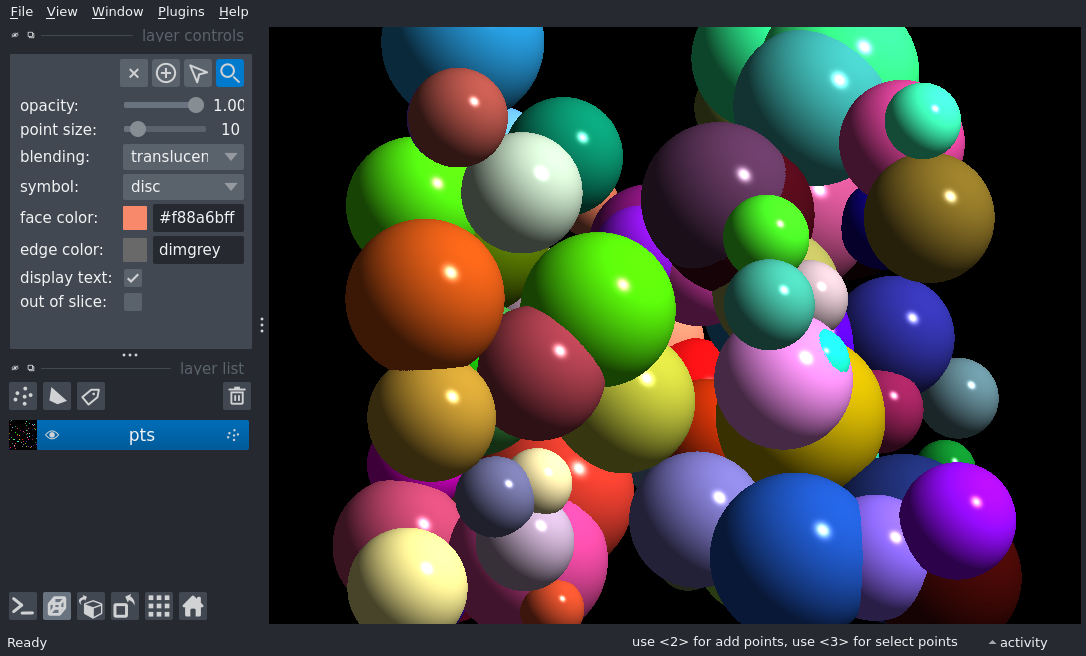 File View Window Plugins Help
layer controls
opacity: 1.00
point size: 10
blending: translucen
symbol: disc
face color: #f88a6bff
edge color: dimgrey
display text:
out of slice:
layer list
pts
Ready
use <2> for add points, use <3> for select points
activity